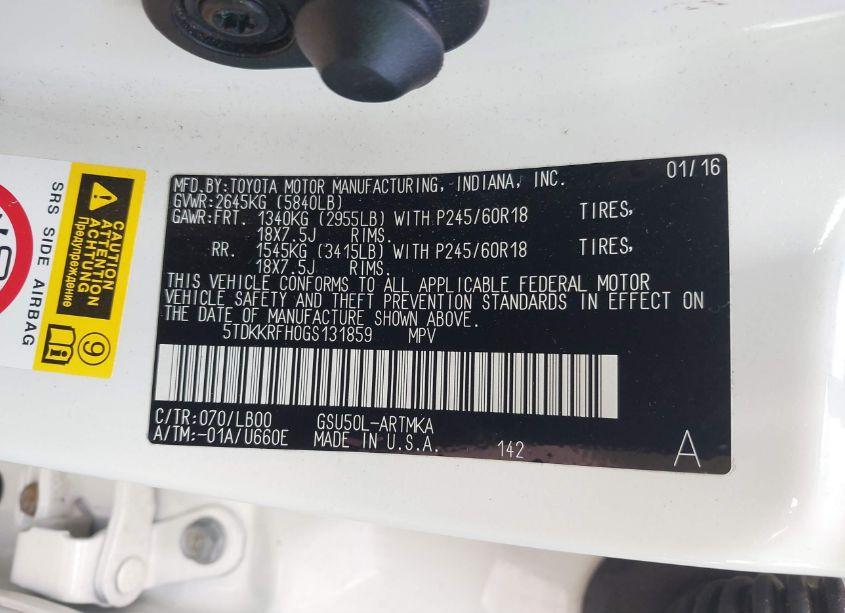 01/16
MFD.BY:TOYOTA MOTOR MANUFACTURING, INDIANA, INC.
GVWR:2645KG (5840LB)
GAWR:FRT. 1340KG (2955LB) WITH P245/60R18 TIRES,
18X7.5J RIMS.
RR. 1545KG (3415LB) WITH P245/60R18 TIRES,
18X7.5J RIMS.
THIS VEHICLE CONFORMS TO ALL APPLICABLE FEDERAL MOTOR
VEHICLE SAFETY AND THEFT PREVENTION STANDARDS IN EFFECT ON
THE DATE OF MANUFACTURE SHOWN ABOVE.
5TDKKRFH0GS131859 MPV
C/TR:070/LB00 GSU50L-ARTMKA
A/TM:-01A/U660E MADE IN U.S.A. 142 A
SRS SIDE AIRBAG
CAUTION
ACHTUNG
Предупреждение
9